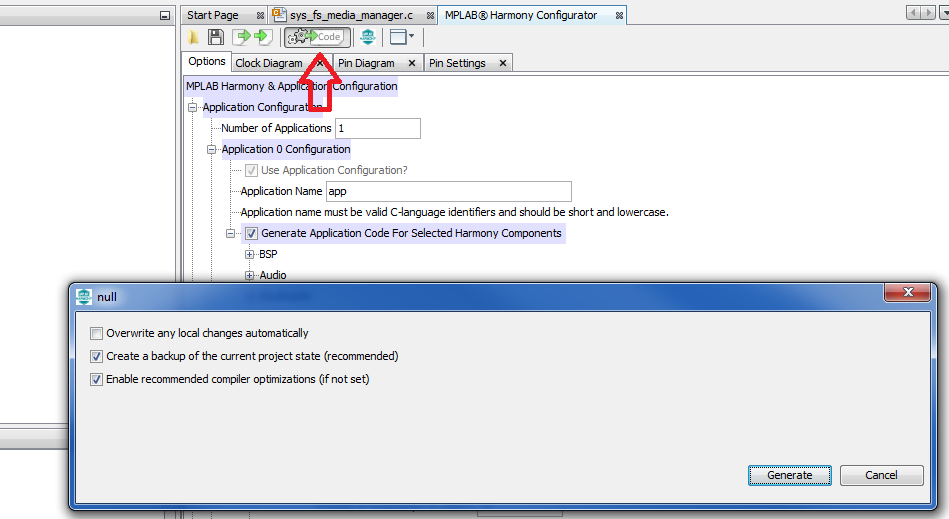 Start Page sys_fs_media_manager.c MPLAB® Harmony Configurator
Code
Options Clock Diagram Pin Diagram Pin Settings
MPLAB Harmony & Application Configuration
Application Configuration
Number of Applications 1
Application 0 Configuration
Use Application Configuration?
Application Name app
Application name must be valid C-language identifiers and should be short and lowercase.
Generate Application Code For Selected Harmony Components
BSP
Audio
null
Overwrite any local changes automatically
Create a backup of the current project state (recommended)
Enable recommended compiler optimizations (if not set)
Generate Cancel